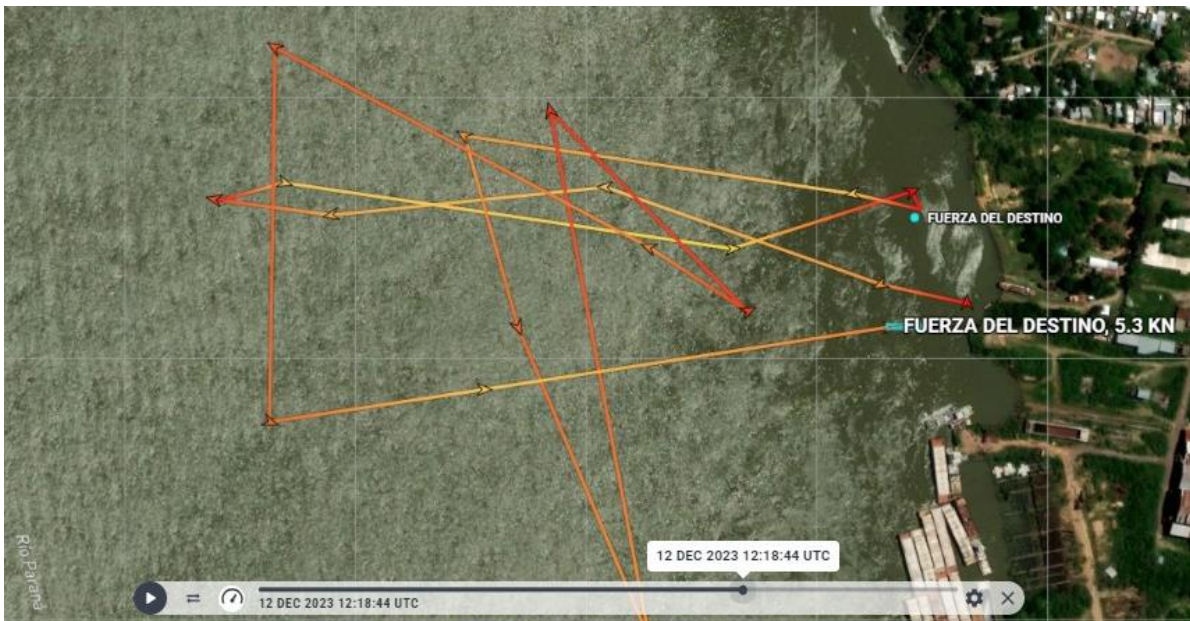 FUERZA DEL DESTINO
FUERZA DEL DESTINO, 5.3 KN
Río Paraná
12 DEC 2023 12:18:44 UTC
12 DEC 2023 12:18:44 UTC